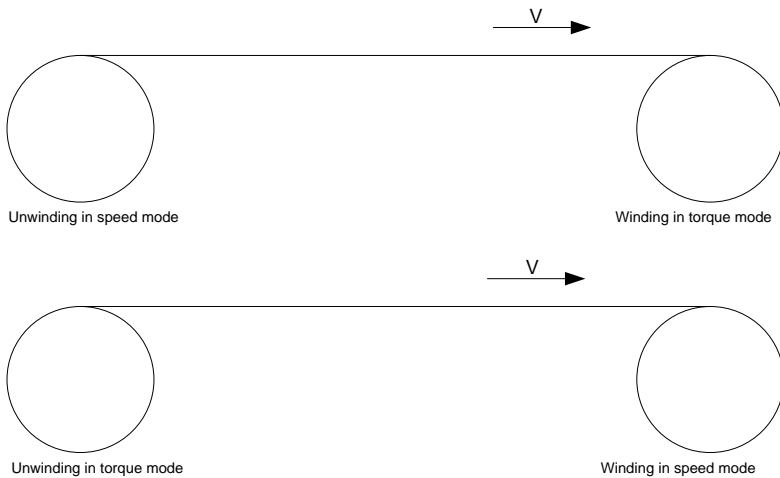 V
Unwinding in speed mode
Winding in torque mode
V
Unwinding in torque mode
Winding in speed mode